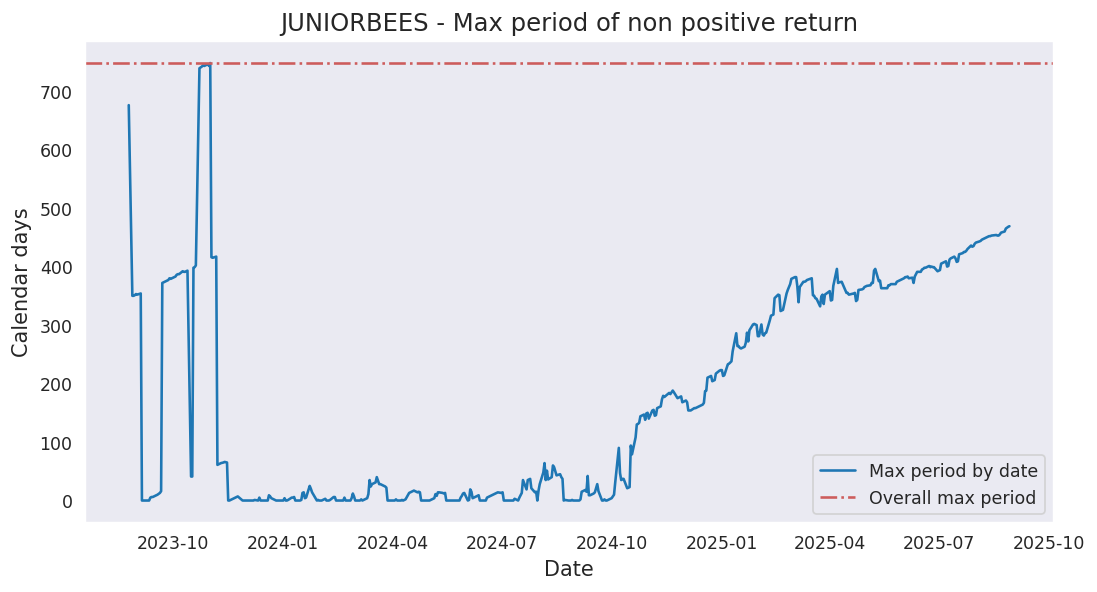 JUNIORBEES - Max period of non positive return
Calendar days
700
600
500
400
300
200
100
0
Max period by date
Overall max period
2023-10 2024-01 2024-04 2024-07 2024-10 2025-01 2025-04 2025-07 2025-10
Date